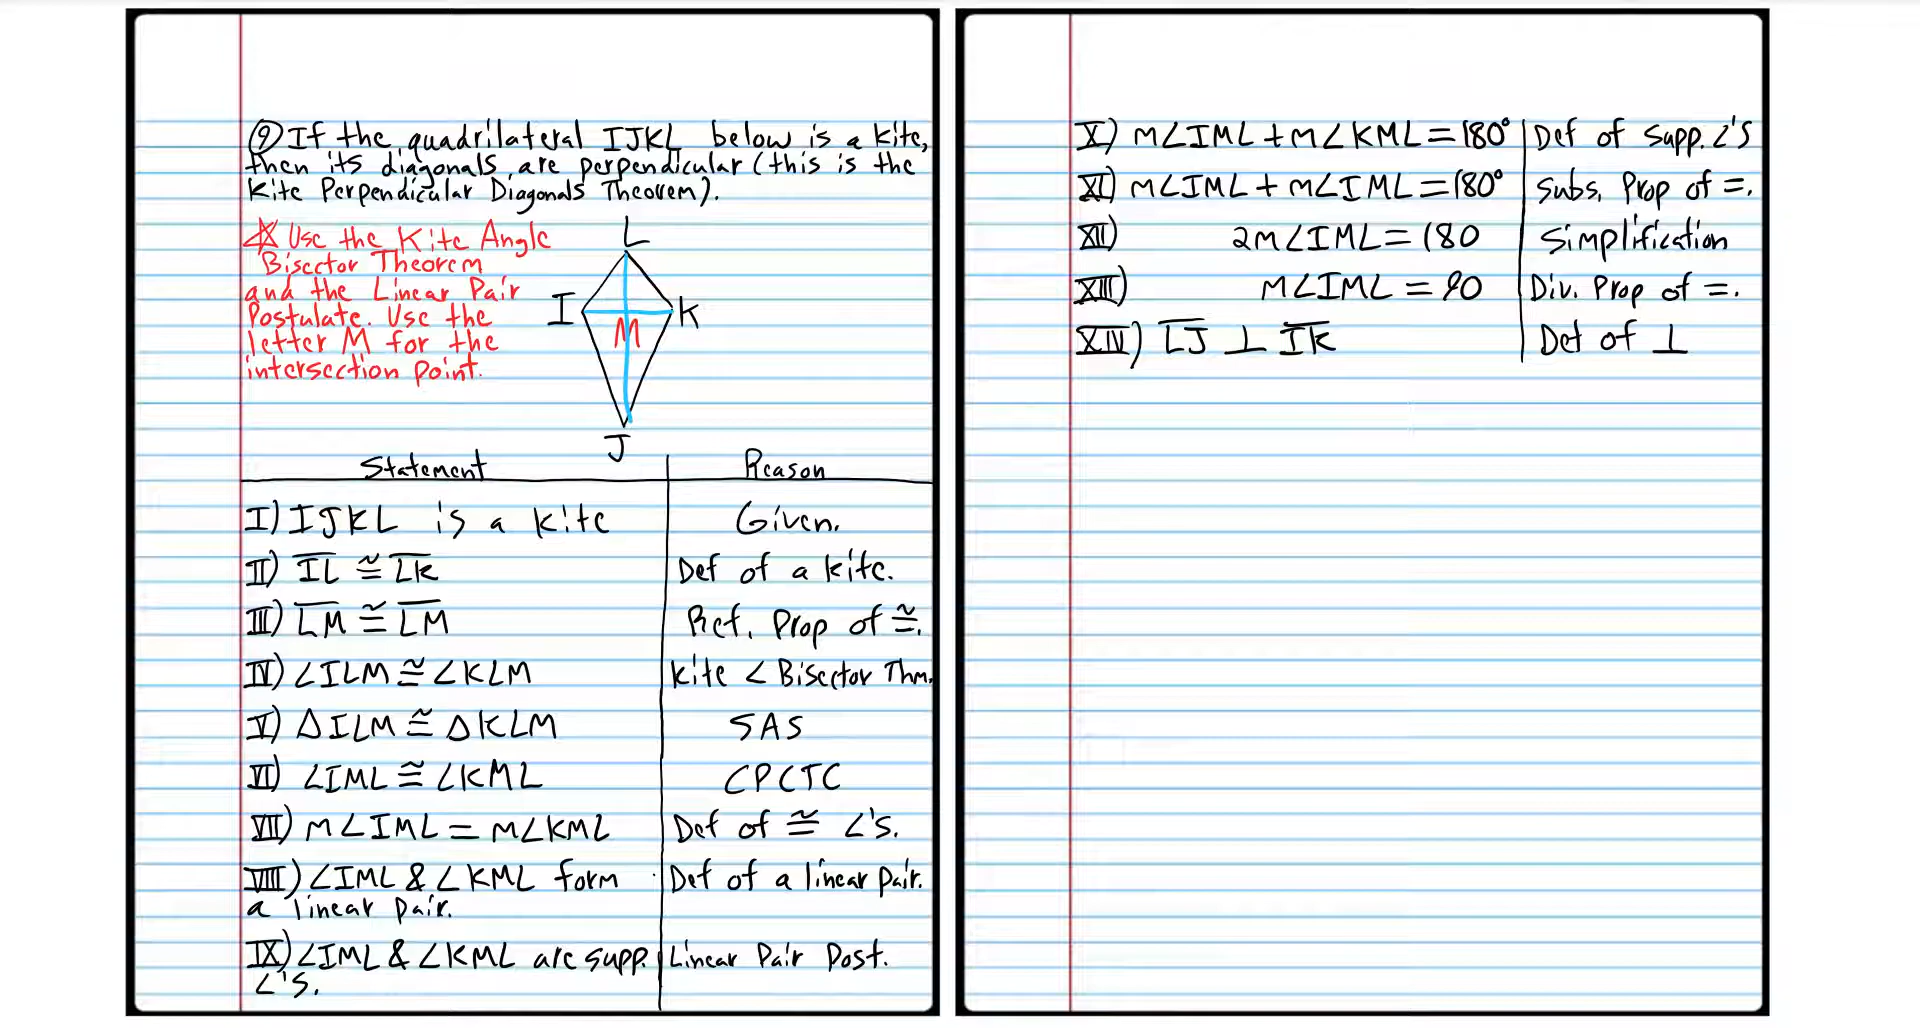 ⑨ If the quadrilateral IJKL below is a kite,
then its diagonals are perpendicular (this is the
Kite Perpendicular Diagonals Theorem).
☆ Use the Kite Angle
Bisector Theorem
and the Linear Pair
Postulate. Use the
letter M for the
intersection point.
L
I
K
M
J
Statement | Reason
I) IJKL is a kite | Given.
II) I̅L̅ ≅ L̅K̅ | Def of a kite.
III) L̅M̅ ≅ L̅M̅ | Ref. Prop of ≅.
IV) ∠ILM ≅ ∠KLM | Kite ∠ Bisector Thm.
V) △ILM ≅ △KLM | SAS
VI) ∠IML ≅ ∠KML | CPCTC
VII) m∠IML = m∠KML | Def of ≅ ∠'s.
VIII) ∠IML & ∠KML form | Def of a linear pair.
a linear pair.
IX) ∠IML & ∠KML are supp. | Linear Pair Post.
∠'s.
X) m∠IML + m∠KML = 180° | Def of supp. ∠'s
XI) m∠IML + m∠IML = 180° | Subs. Prop of =.
XII) 2m∠IML = 180 | Simplification
XIII) m∠IML = 90 | Div. Prop of =.
XIV) L̅J̅ ⊥ I̅K̅ | Def of ⊥